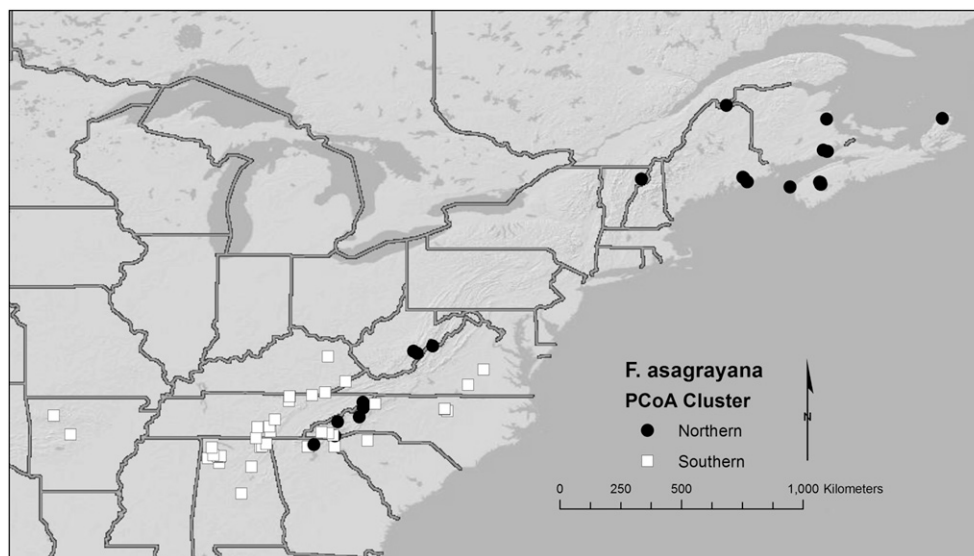 F. asagrayana
PCoA Cluster
Northern
Southern
N
0 250 500 1,000 Kilometers